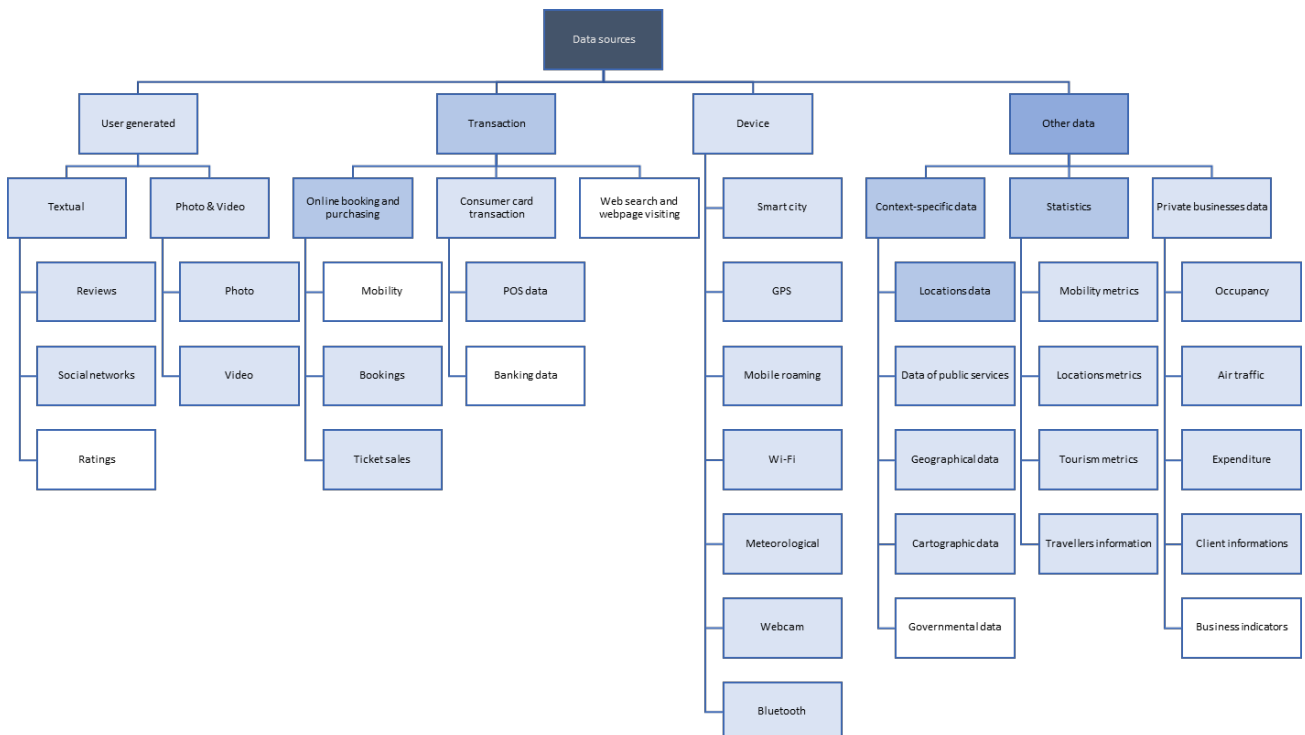 Data sources
User generated
Transaction
Device
Other data
Textual
Photo & Video
Online booking and
purchasing
Consumer card
transaction
Web search and
webpage visiting
Smart city
Context-specific data
Statistics
Private businesses data
Reviews
Photo
Mobility
POS data
GPS
Locations data
Mobility metrics
Occupancy
Social networks
Video
Bookings
Banking data
Mobile roaming
Data of public services
Locations metrics
Air traffic
Ratings
Ticket sales
Wi-Fi
Geographical data
Tourism metrics
Expenditure
Meteorological
Cartographic data
Travellers information
Client informations
Webcam
Governmental data
Business indicators
Bluetooth